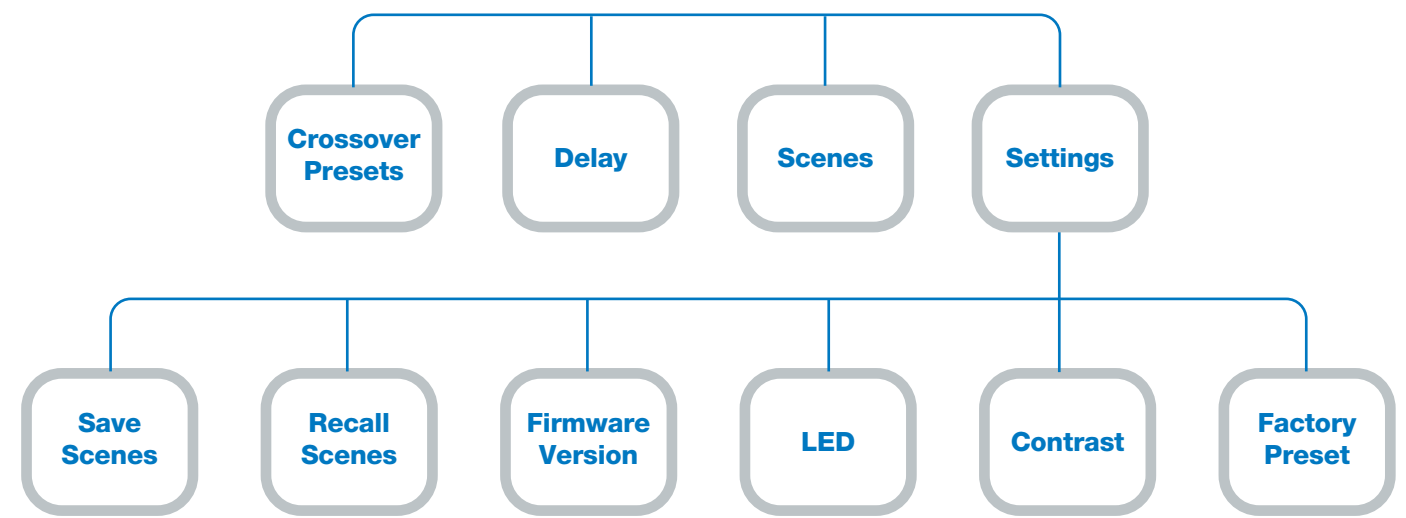 Crossover
Presets
Delay
Scenes
Settings
Save
Scenes
Recall
Scenes
Firmware
Version
LED
Contrast
Factory
Preset